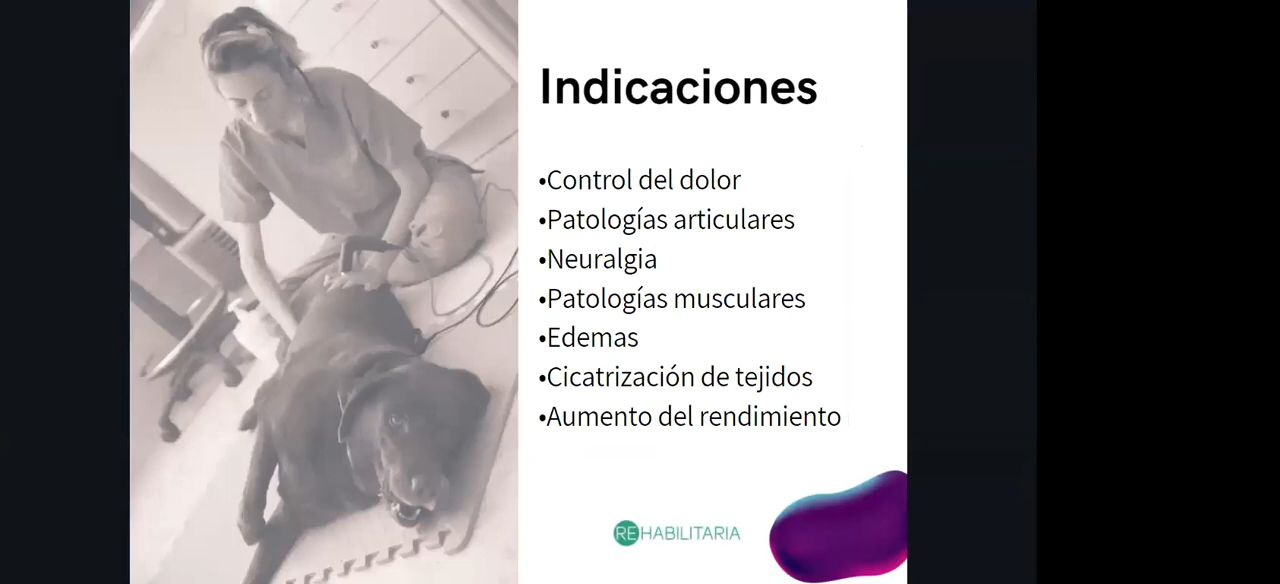 Indicaciones
•Control del dolor
•Patologías articulares
•Neuralgia
•Patologías musculares
•Edemas
•Cicatrización de tejidos
•Aumento del rendimiento
REHABILITARIA